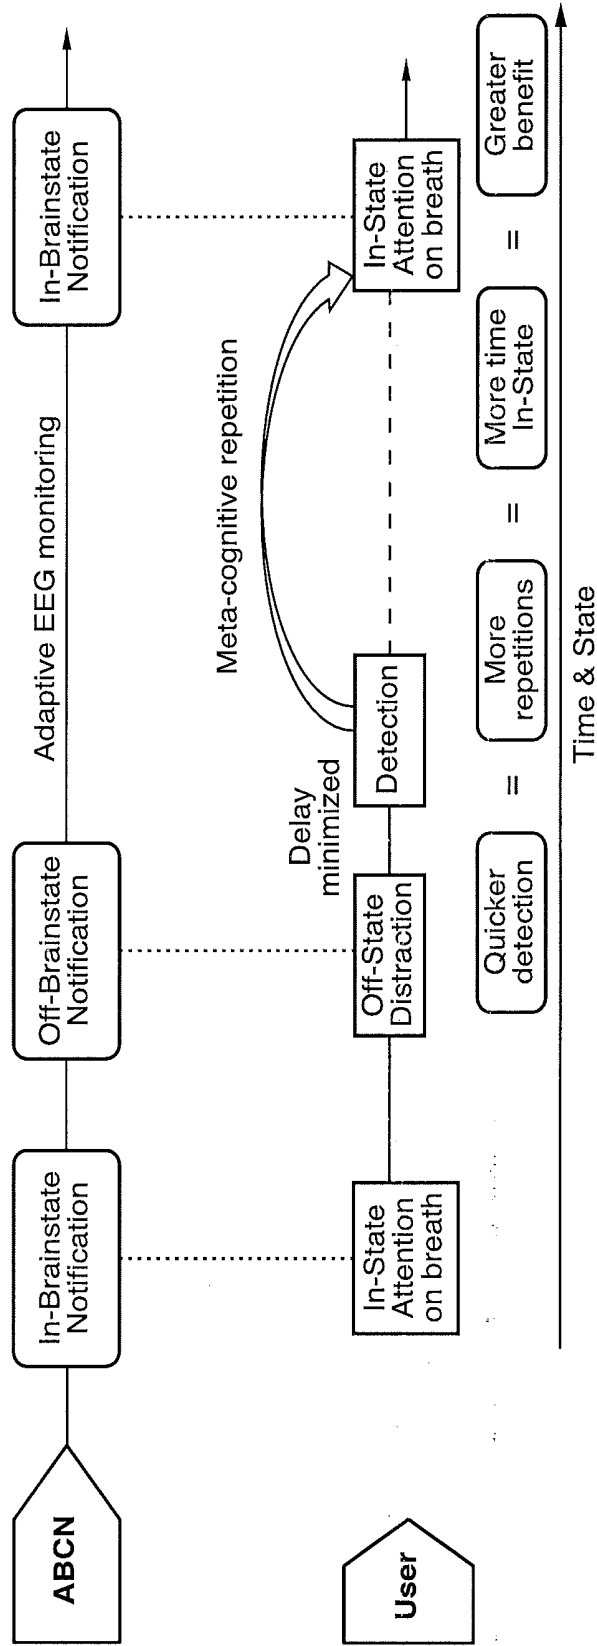 ABCN
In-Brainstate
Notification
Off-Brainstate
Notification
Adaptive EEG monitoring
In-Brainstate
Notification
Meta-cognitive repetition
User
In-State
Attention
on breath
Off-State
Distraction
Delay
minimized
Detection
In-State
Attention
on breath
Quicker
detection
=
More
repetitions
=
More time
In-State
=
Greater
benefit
Time & State